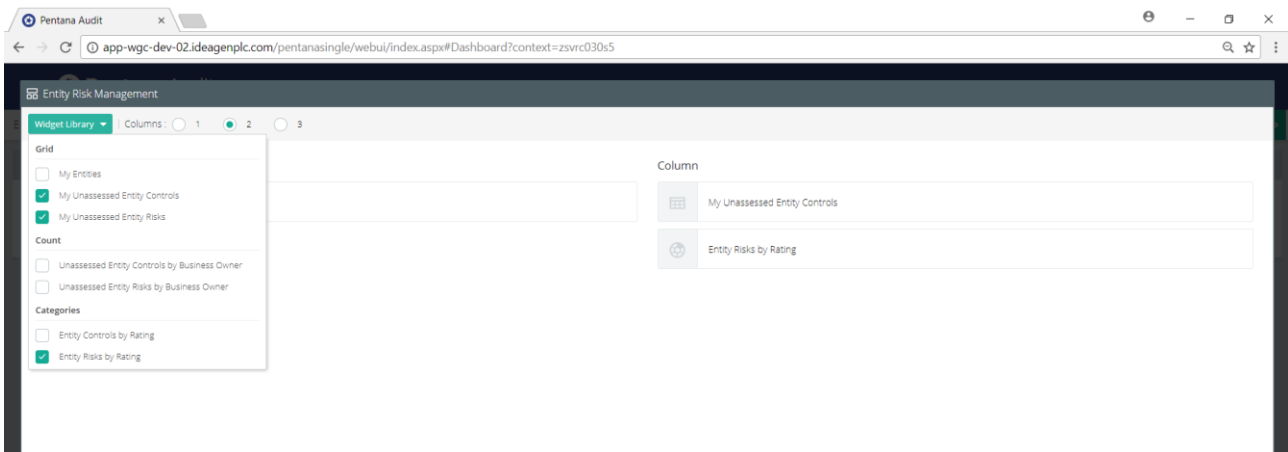 Pentana Audit
app-wgc-dev-02.ideagenplc.com/pentanasingle/webui/index.aspx#Dashboard?context=zsvrc030s5
Entity Risk Management
Widget Library | Columns: 1 2 3
Grid
My Entities
My Unassessed Entity Controls
My Unassessed Entity Risks
Count
Unassessed Entity Controls by Business Owner
Unassessed Entity Risks by Business Owner
Categories
Entity Controls by Rating
Entity Risks by Rating
Column
My Unassessed Entity Controls
Entity Risks by Rating